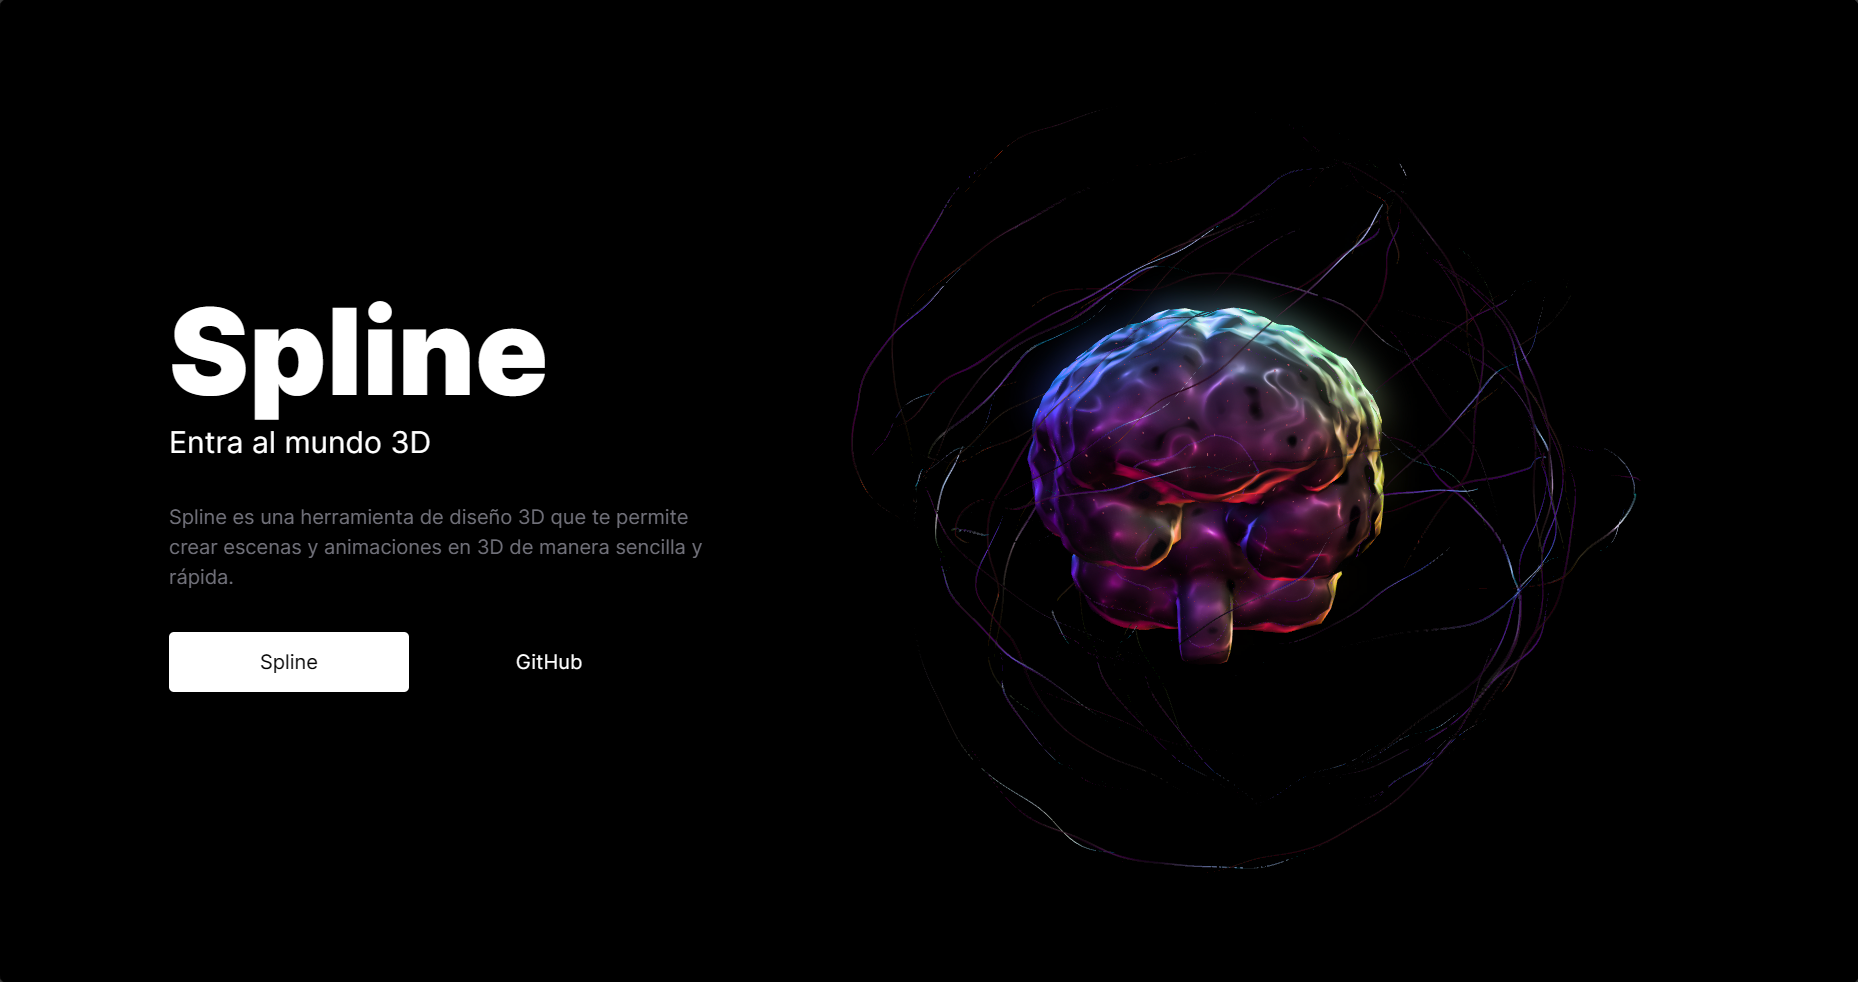 Spline
Entra al mundo 3D
Spline es una herramienta de diseño 3D que te permite
crear escenas y animaciones en 3D de manera sencilla y
rápida.
Spline
GitHub